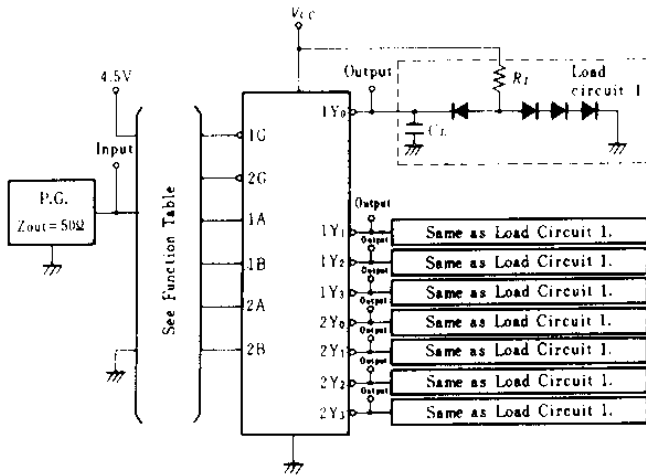 VCC
4.5V
Output
RL
Load
circuit 1
1Y0
CL
Input
1G
P.G.
Zout = 50Ω
See Function Table
2G
1A
1B
2A
2B
Output
1Y1
Same as Load Circuit 1.
Output
1Y2
Same as Load Circuit 1.
Output
1Y3
Same as Load Circuit 1.
Output
2Y0
Same as Load Circuit 1.
Output
2Y1
Same as Load Circuit 1.
Output
2Y2
Same as Load Circuit 1.
Output
2Y3
Same as Load Circuit 1.